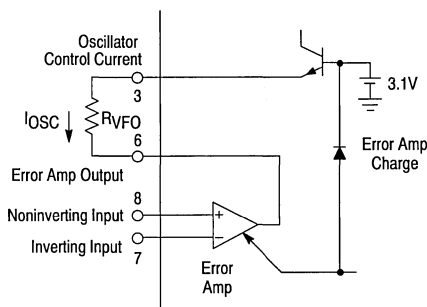 Oscillator
Control Current
3
3.1V
IOSC
RVFO
6
Error Amp Output
Error Amp
Charge
8
Noninverting Input
+
Inverting Input
−
7
Error
Amp